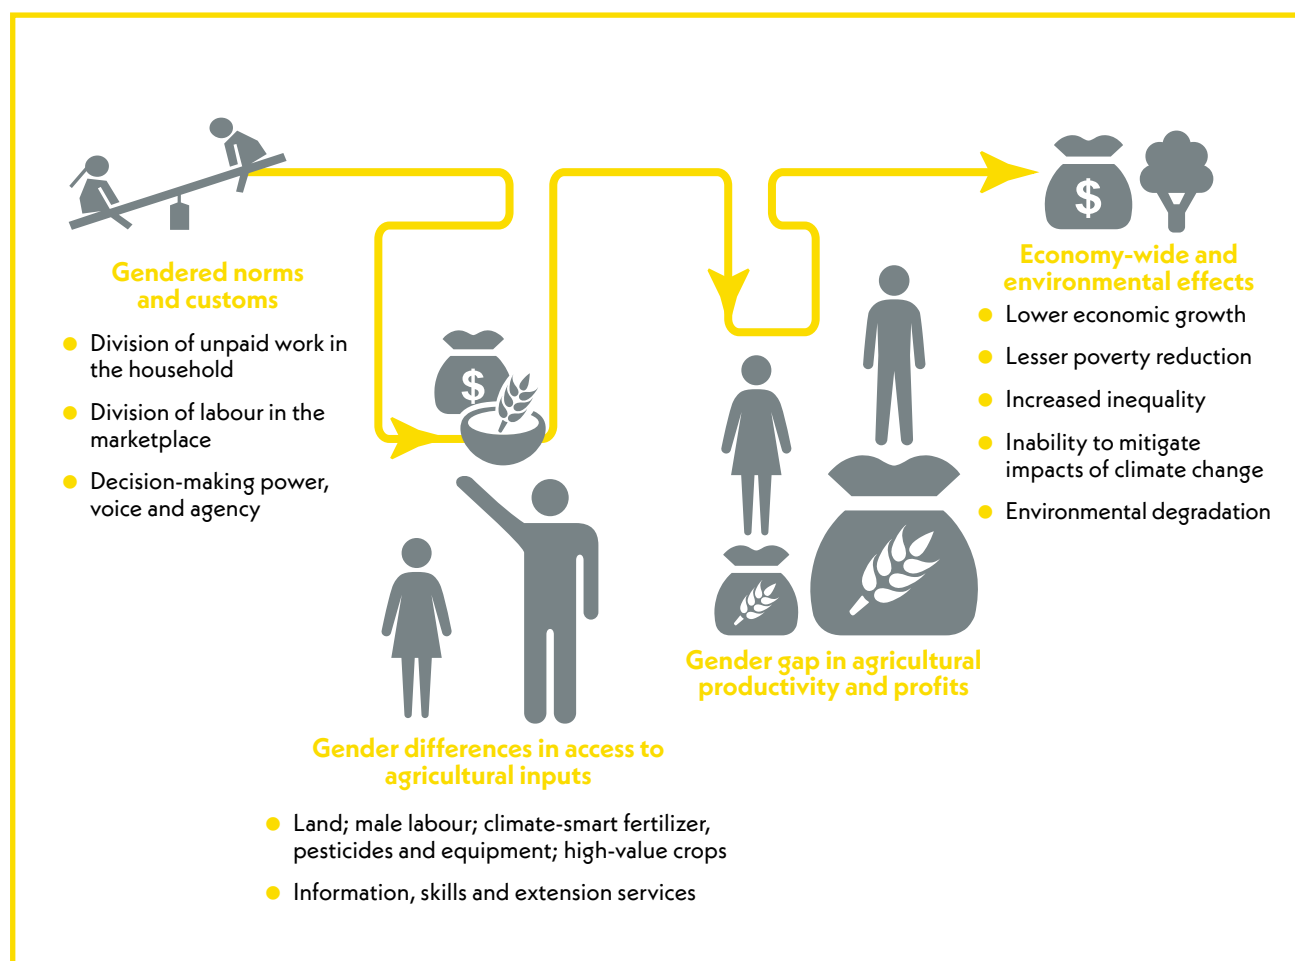 $
Gendered norms
and customs
Division of unpaid work in
the household
Division of labour in the
marketplace
Decision-making power,
voice and agency
$
Gender differences in access to
agricultural inputs
Land; male labour; climate-smart fertilizer,
pesticides and equipment; high-value crops
Information, skills and extension services
Gender gap in agricultural
productivity and profits
Economy-wide and
environmental effects
Lower economic growth
Lesser poverty reduction
Increased inequality
Inability to mitigate
impacts of climate change
Environmental degradation